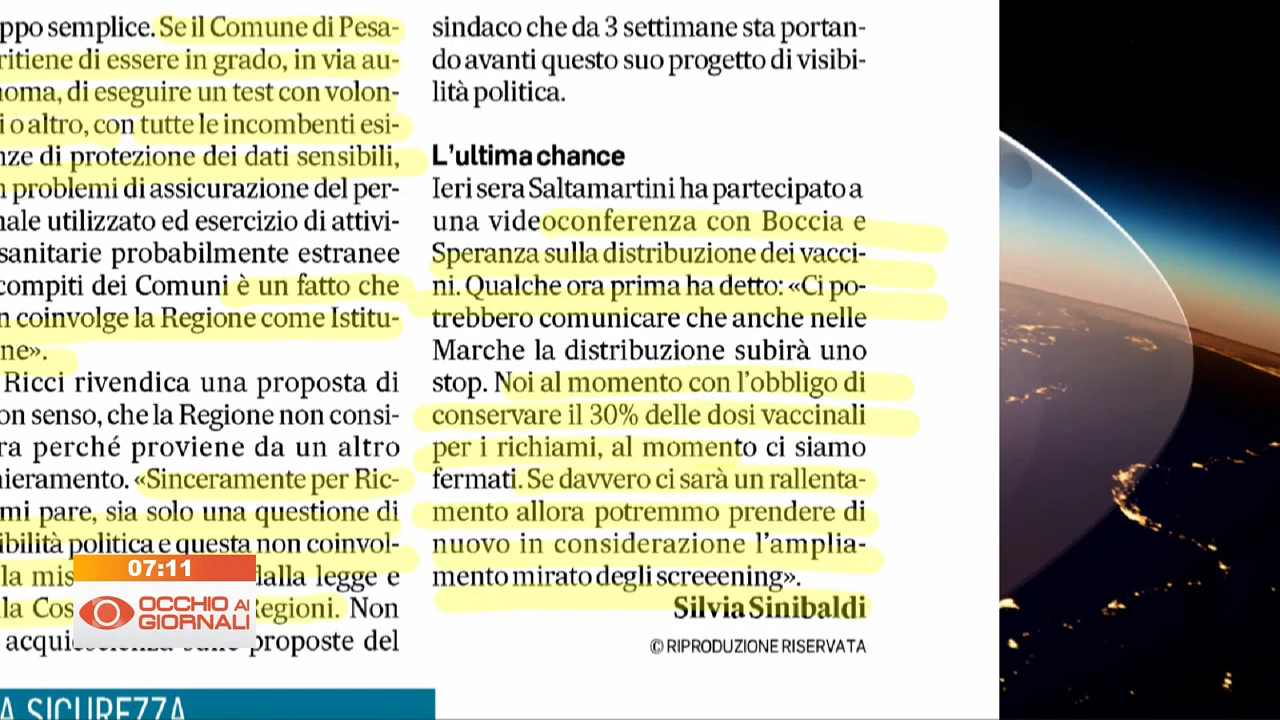 ppo semplice. Se il Comune di Pesa-
ritiene di essere in grado, in via au-
noma, di eseguire un test con volon-
i o altro, con tutte le incombenti esi-
nze di protezione dei dati sensibili,
n problemi di assicurazione del per-
nale utilizzato ed esercizio di attivi-
sanitarie probabilmente estranee
compiti dei Comuni è un fatto che
n coinvolge la Regione come Istitu-
ne».
Ricci rivendica una proposta di
on senso, che la Regione non consi-
ra perché proviene da un altro
hieramento. «Sinceramente per Ric-
mi pare, sia solo una questione di
ibilità politica e questa non coinvol-
la mis dalla legge e
la Cos Regioni. Non
proposte del
sindaco che da 3 settimane sta portan-
do avanti questo suo progetto di visibi-
lità politica.
L'ultima chance
Ieri sera Saltamartini ha partecipato a
una videoconferenza con Boccia e
Speranza sulla distribuzione dei vacci-
ni. Qualche ora prima ha detto: «Ci po-
trebbero comunicare che anche nelle
Marche la distribuzione subirà uno
stop. Noi al momento con l'obbligo di
conservare il 30% delle dosi vaccinali
per i richiami, al momento ci siamo
fermati. Se davvero ci sarà un rallenta-
mento allora potremmo prendere di
nuovo in considerazione l'amplia-
mento mirato degli screeening».
Silvia Sinibaldi
© RIPRODUZIONE RISERVATA
07:11
OCCHIO AI
GIORNALI
A SICUREZZA